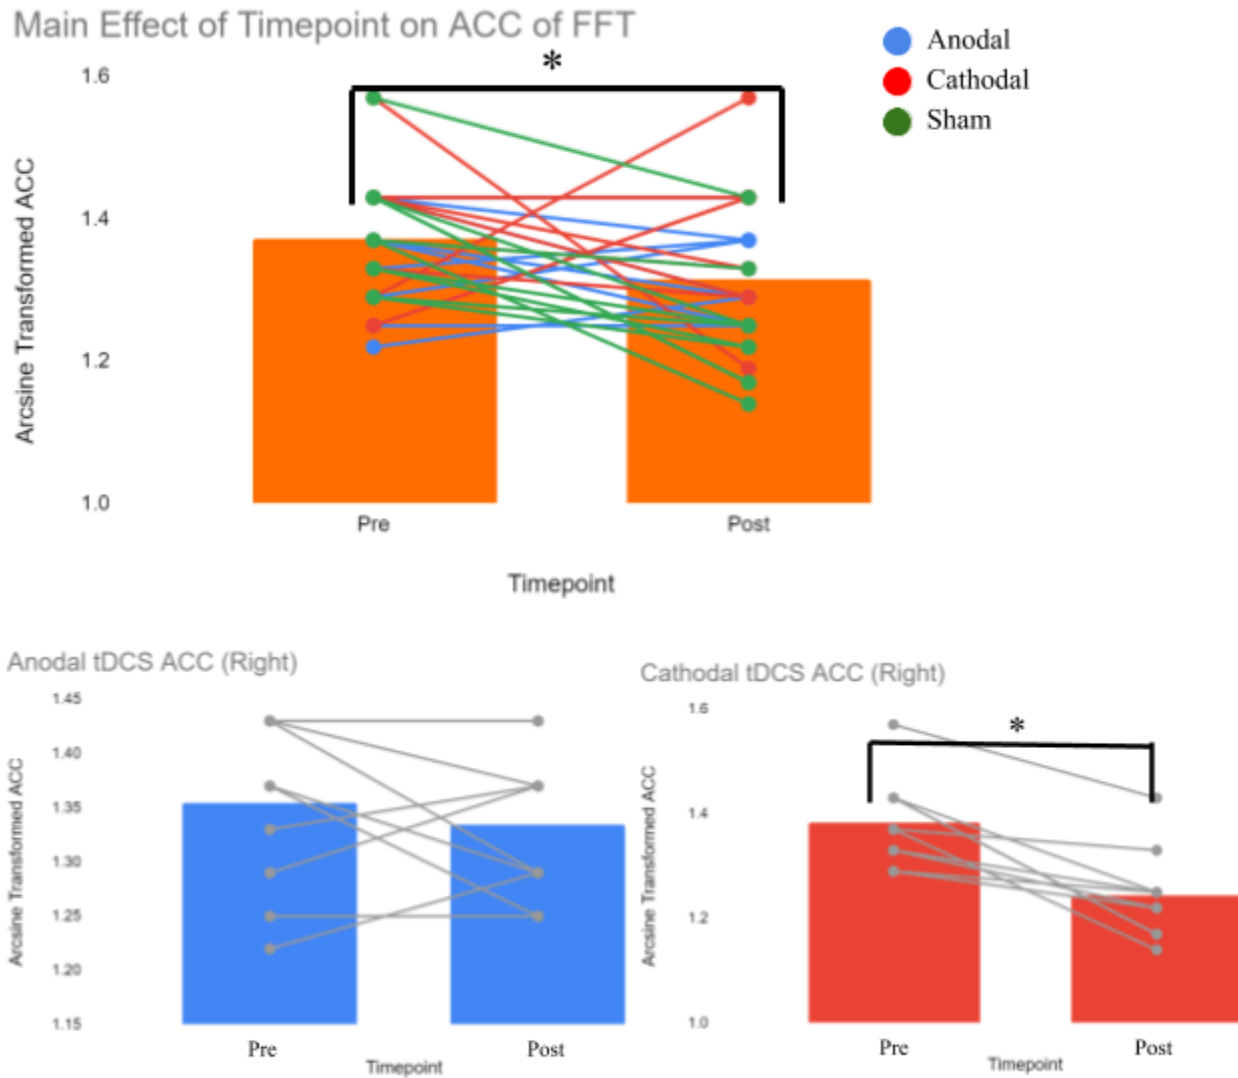 Main Effect of Timepoint on ACC of FFT
Anodal
Cathodal
Sham
*
1.6
1.4
1.2
1.0
Arcsine Transformed ACC
Pre
Post
Timepoint
Anodal tDCS ACC (Right)
1.45
1.40
1.35
1.30
1.25
1.20
1.15
Arcsine Transformed ACC
Pre
Post
Timepoint
Cathodal tDCS ACC (Right)
*
1.6
1.4
1.2
1.0
Arcsine Transformed ACC
Pre
Post
Timepoint